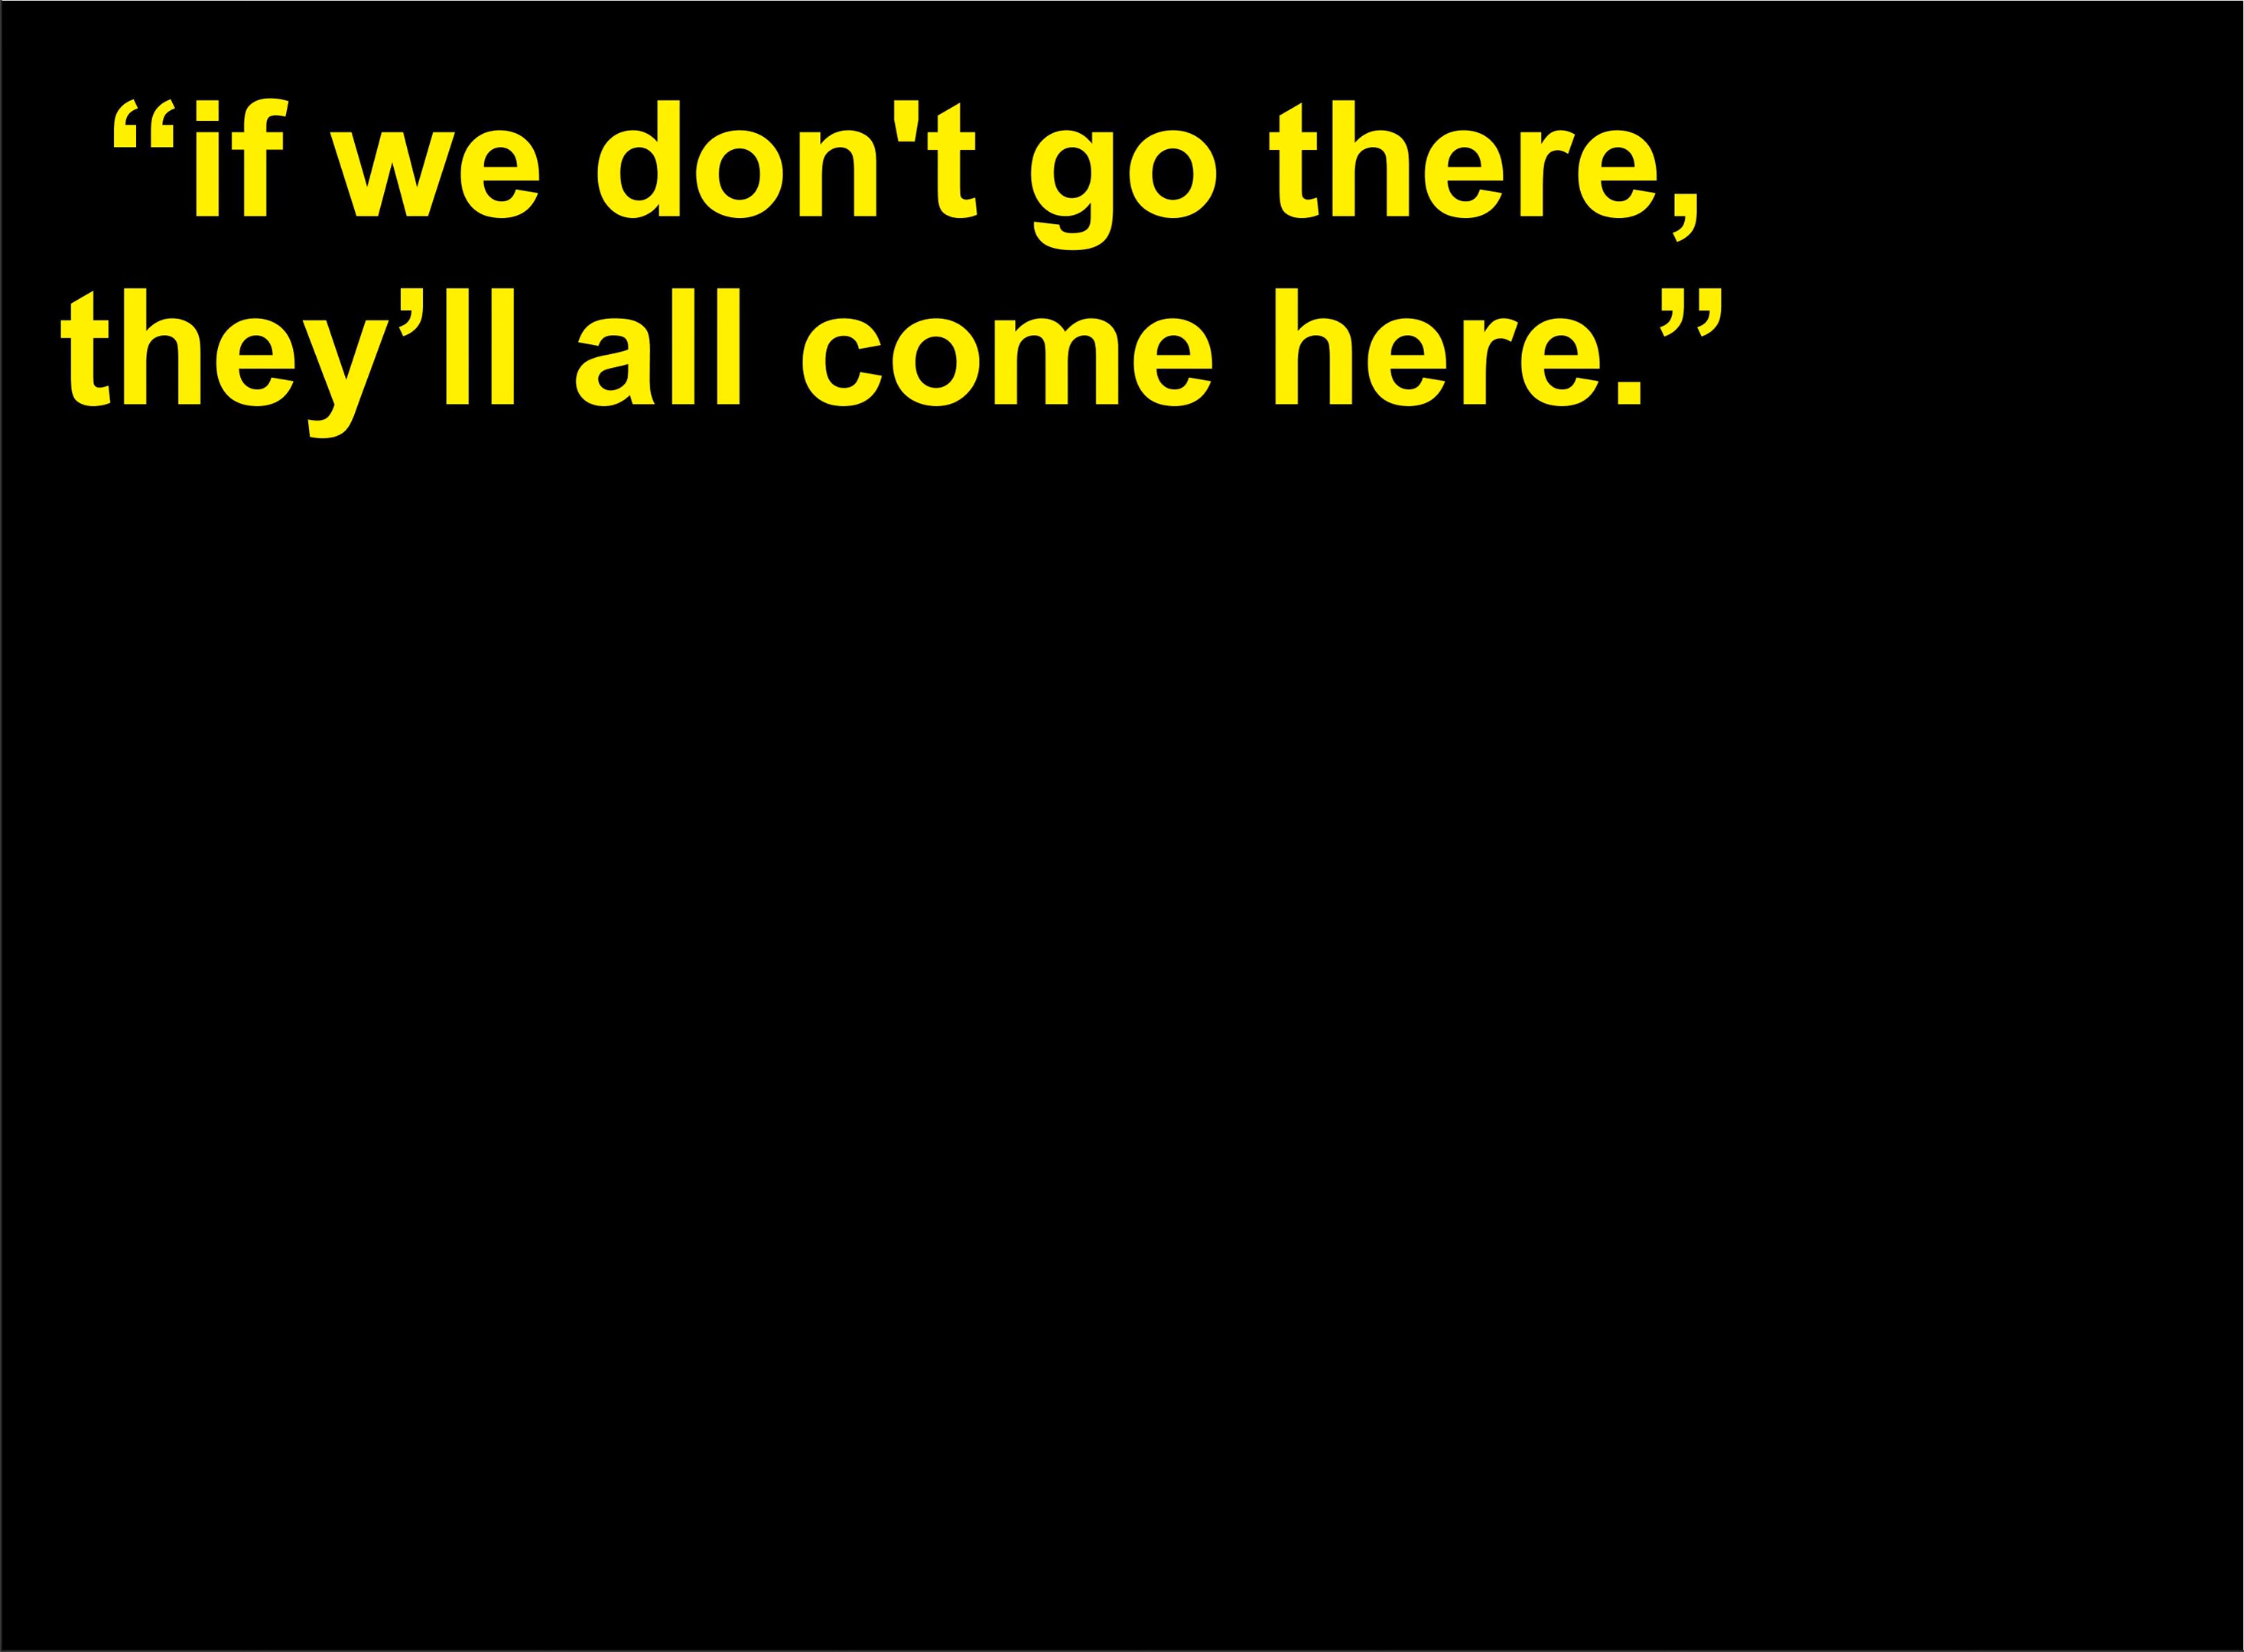 “if we don't go there,
they’ll all come here.”